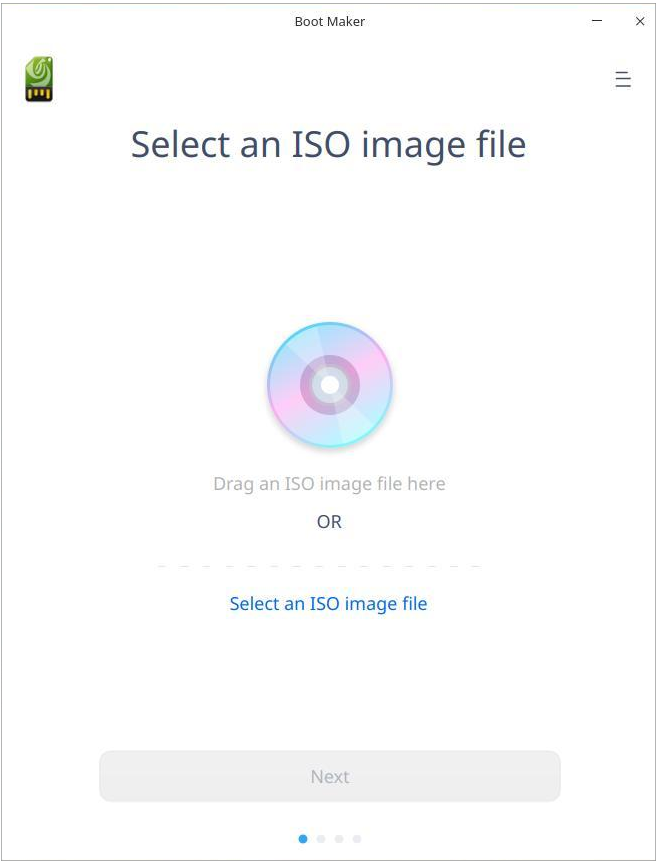 Boot Maker
Select an ISO image file
Drag an ISO image file here
OR
Select an ISO image file
Next